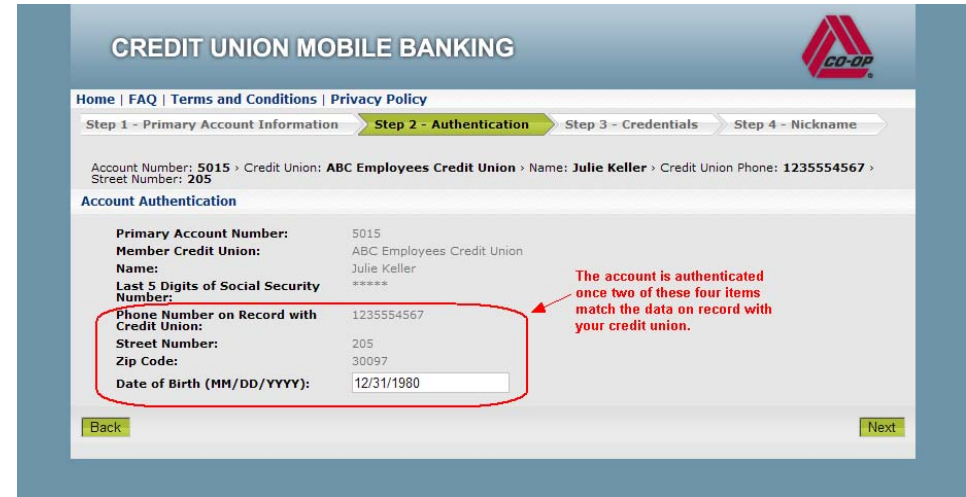 CREDIT UNION MOBILE BANKING
CO-OP
Home | FAQ | Terms and Conditions | Privacy Policy
Step 1 - Primary Account Information Step 2 - Authentication Step 3 - Credentials Step 4 - Nickname
Account Number: 5015 › Credit Union: ABC Employees Credit Union › Name: Julie Keller › Credit Union Phone: 1235554567 ›
Street Number: 205
Account Authentication
Primary Account Number: 5015
Member Credit Union: ABC Employees Credit Union
Name: Julie Keller
Last 5 Digits of Social Security *****
Number:
Phone Number on Record with 1235554567
Credit Union:
Street Number: 205
Zip Code: 30097
Date of Birth (MM/DD/YYYY): 12/31/1980
The account is authenticated
once two of these four items
match the data on record with
your credit union.
Back Next